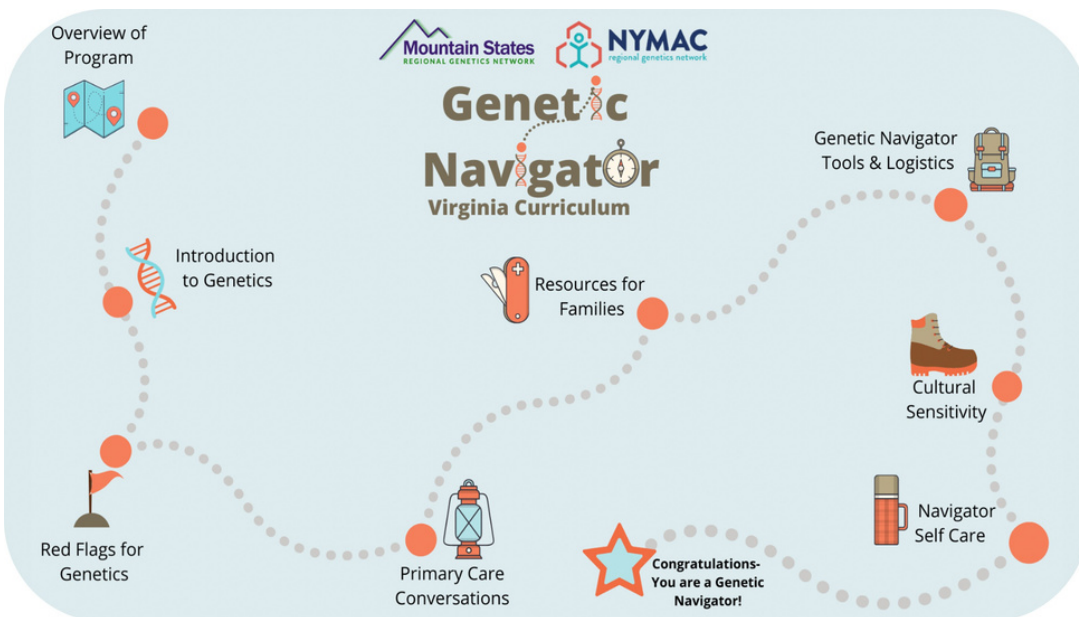 Overview of
Program
Mountain States
REGIONAL GENETICS NETWORK
NYMAC
regional genetics network
Genetic
Navigator
Virginia Curriculum
Genetic Navigator
Tools & Logistics
Introduction
to Genetics
Resources for
Families
Cultural
Sensitivity
Navigator
Self Care
Red Flags for
Genetics
Primary Care
Conversations
Congratulations-
You are a Genetic
Navigator!